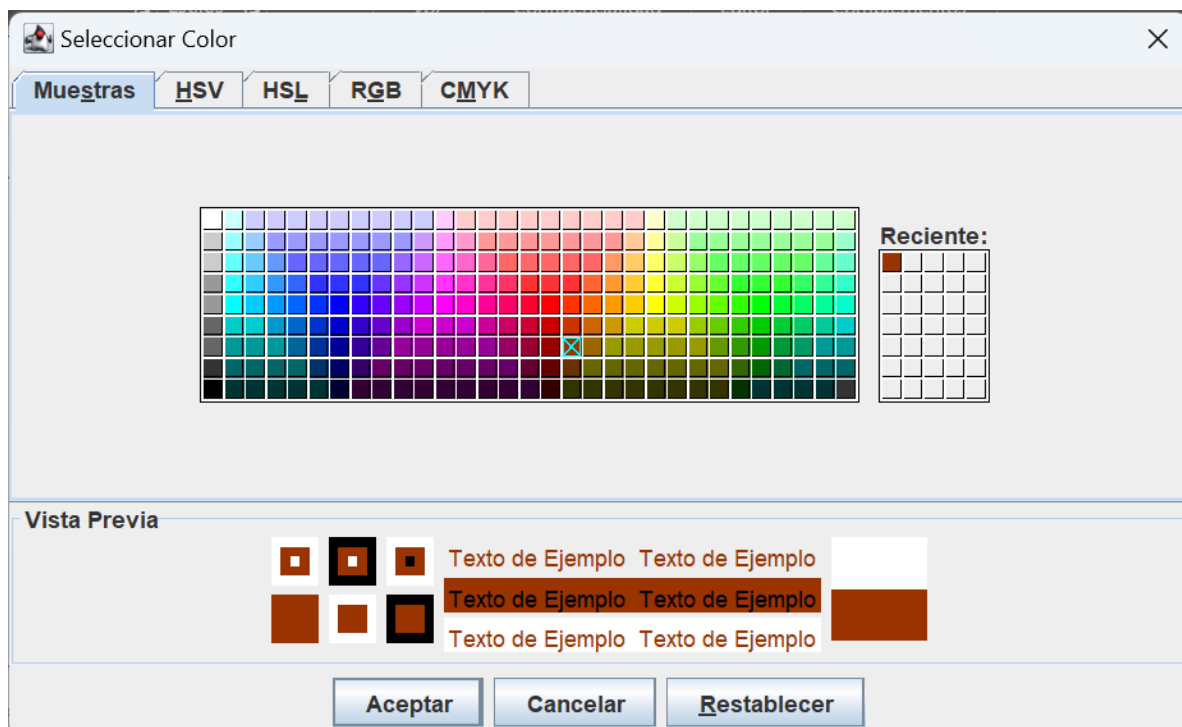 Seleccionar Color
Muestras HSV HSL RGB CMYK
Reciente:
Vista Previa
Texto de Ejemplo Texto de Ejemplo
Texto de Ejemplo Texto de Ejemplo
Texto de Ejemplo Texto de Ejemplo
Aceptar Cancelar Restablecer